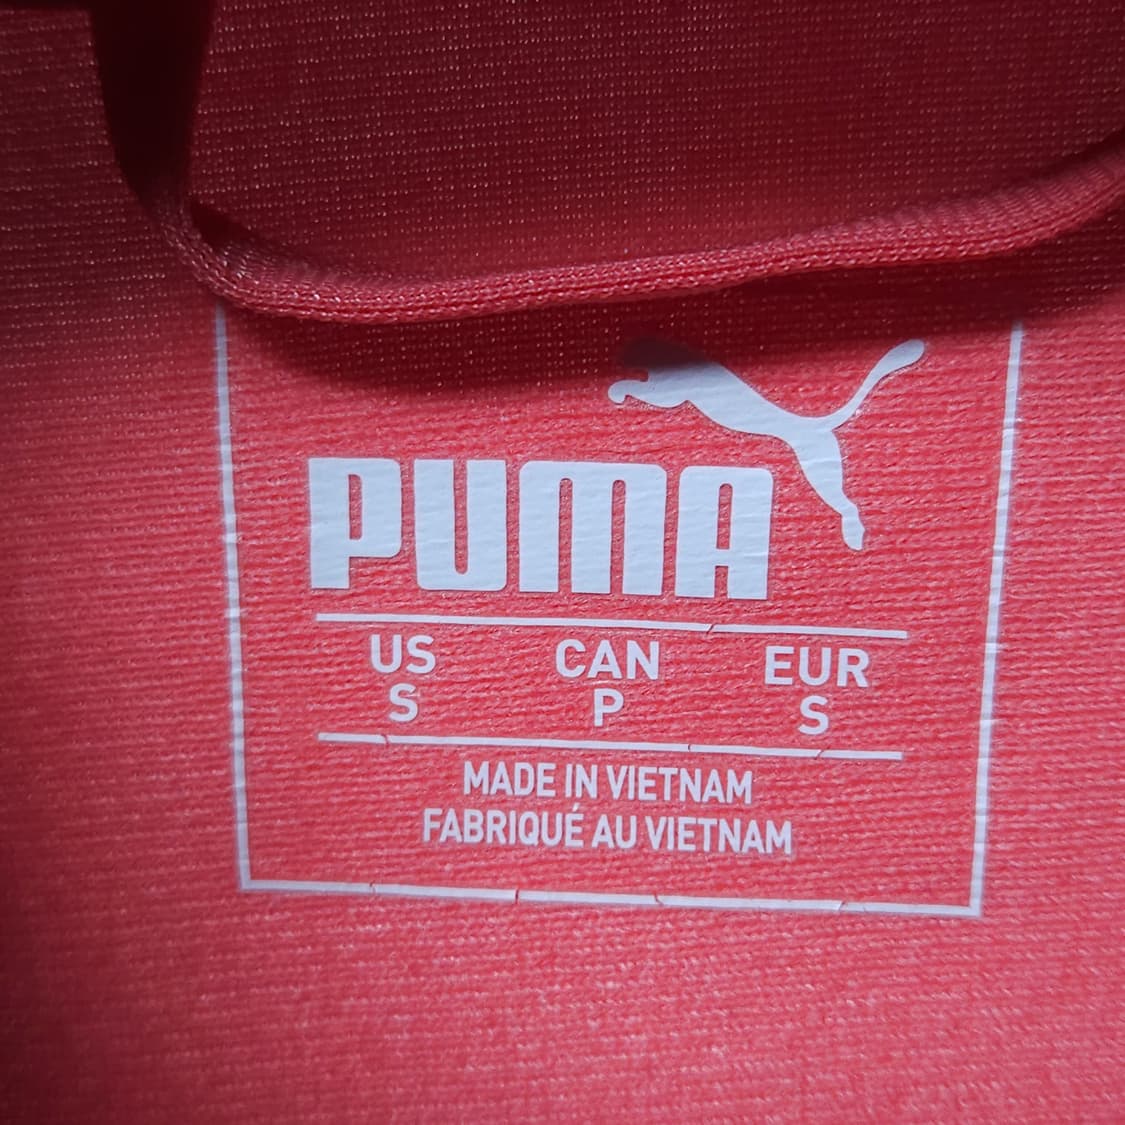 PUMA
US CAN EUR
S P S
MADE IN VIETNAM
FABRIQUÉ AU VIETNAM